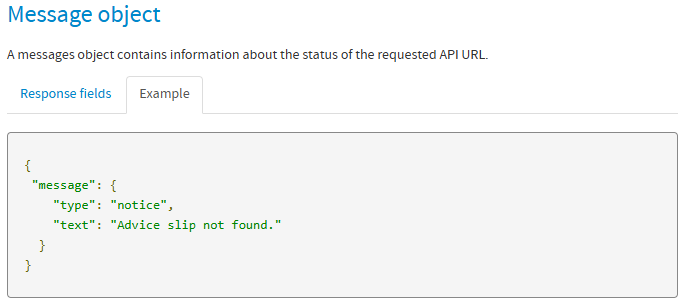 Message object
A messages object contains information about the status of the requested API URL.
Response fields
Example
{
"message": {
"type": "notice",
"text": "Advice slip not found."
}
}